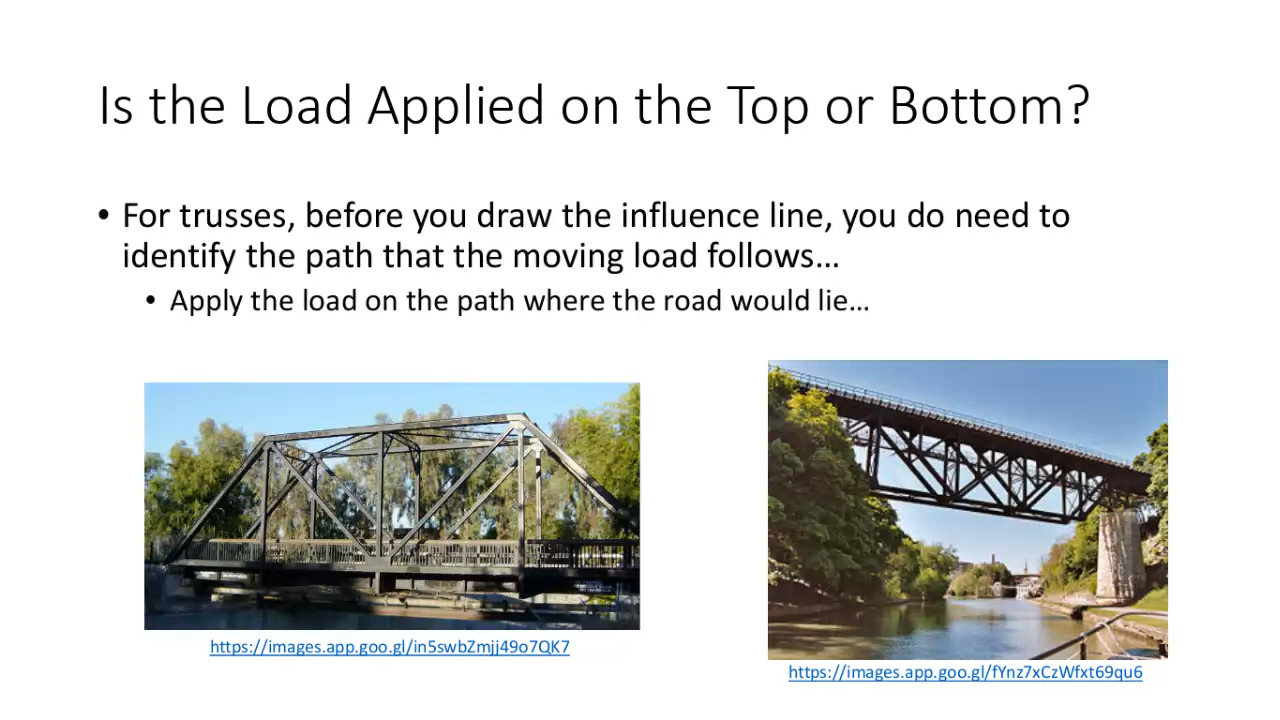 Is the Load Applied on the Top or Bottom?
• For trusses, before you draw the influence line, you do need to
identify the path that the moving load follows…
• Apply the load on the path where the road would lie…
https://images.app.goo.gl/in5swbZmjj49o7QK7
https://images.app.goo.gl/fYnz7xCzWfxt69qu6